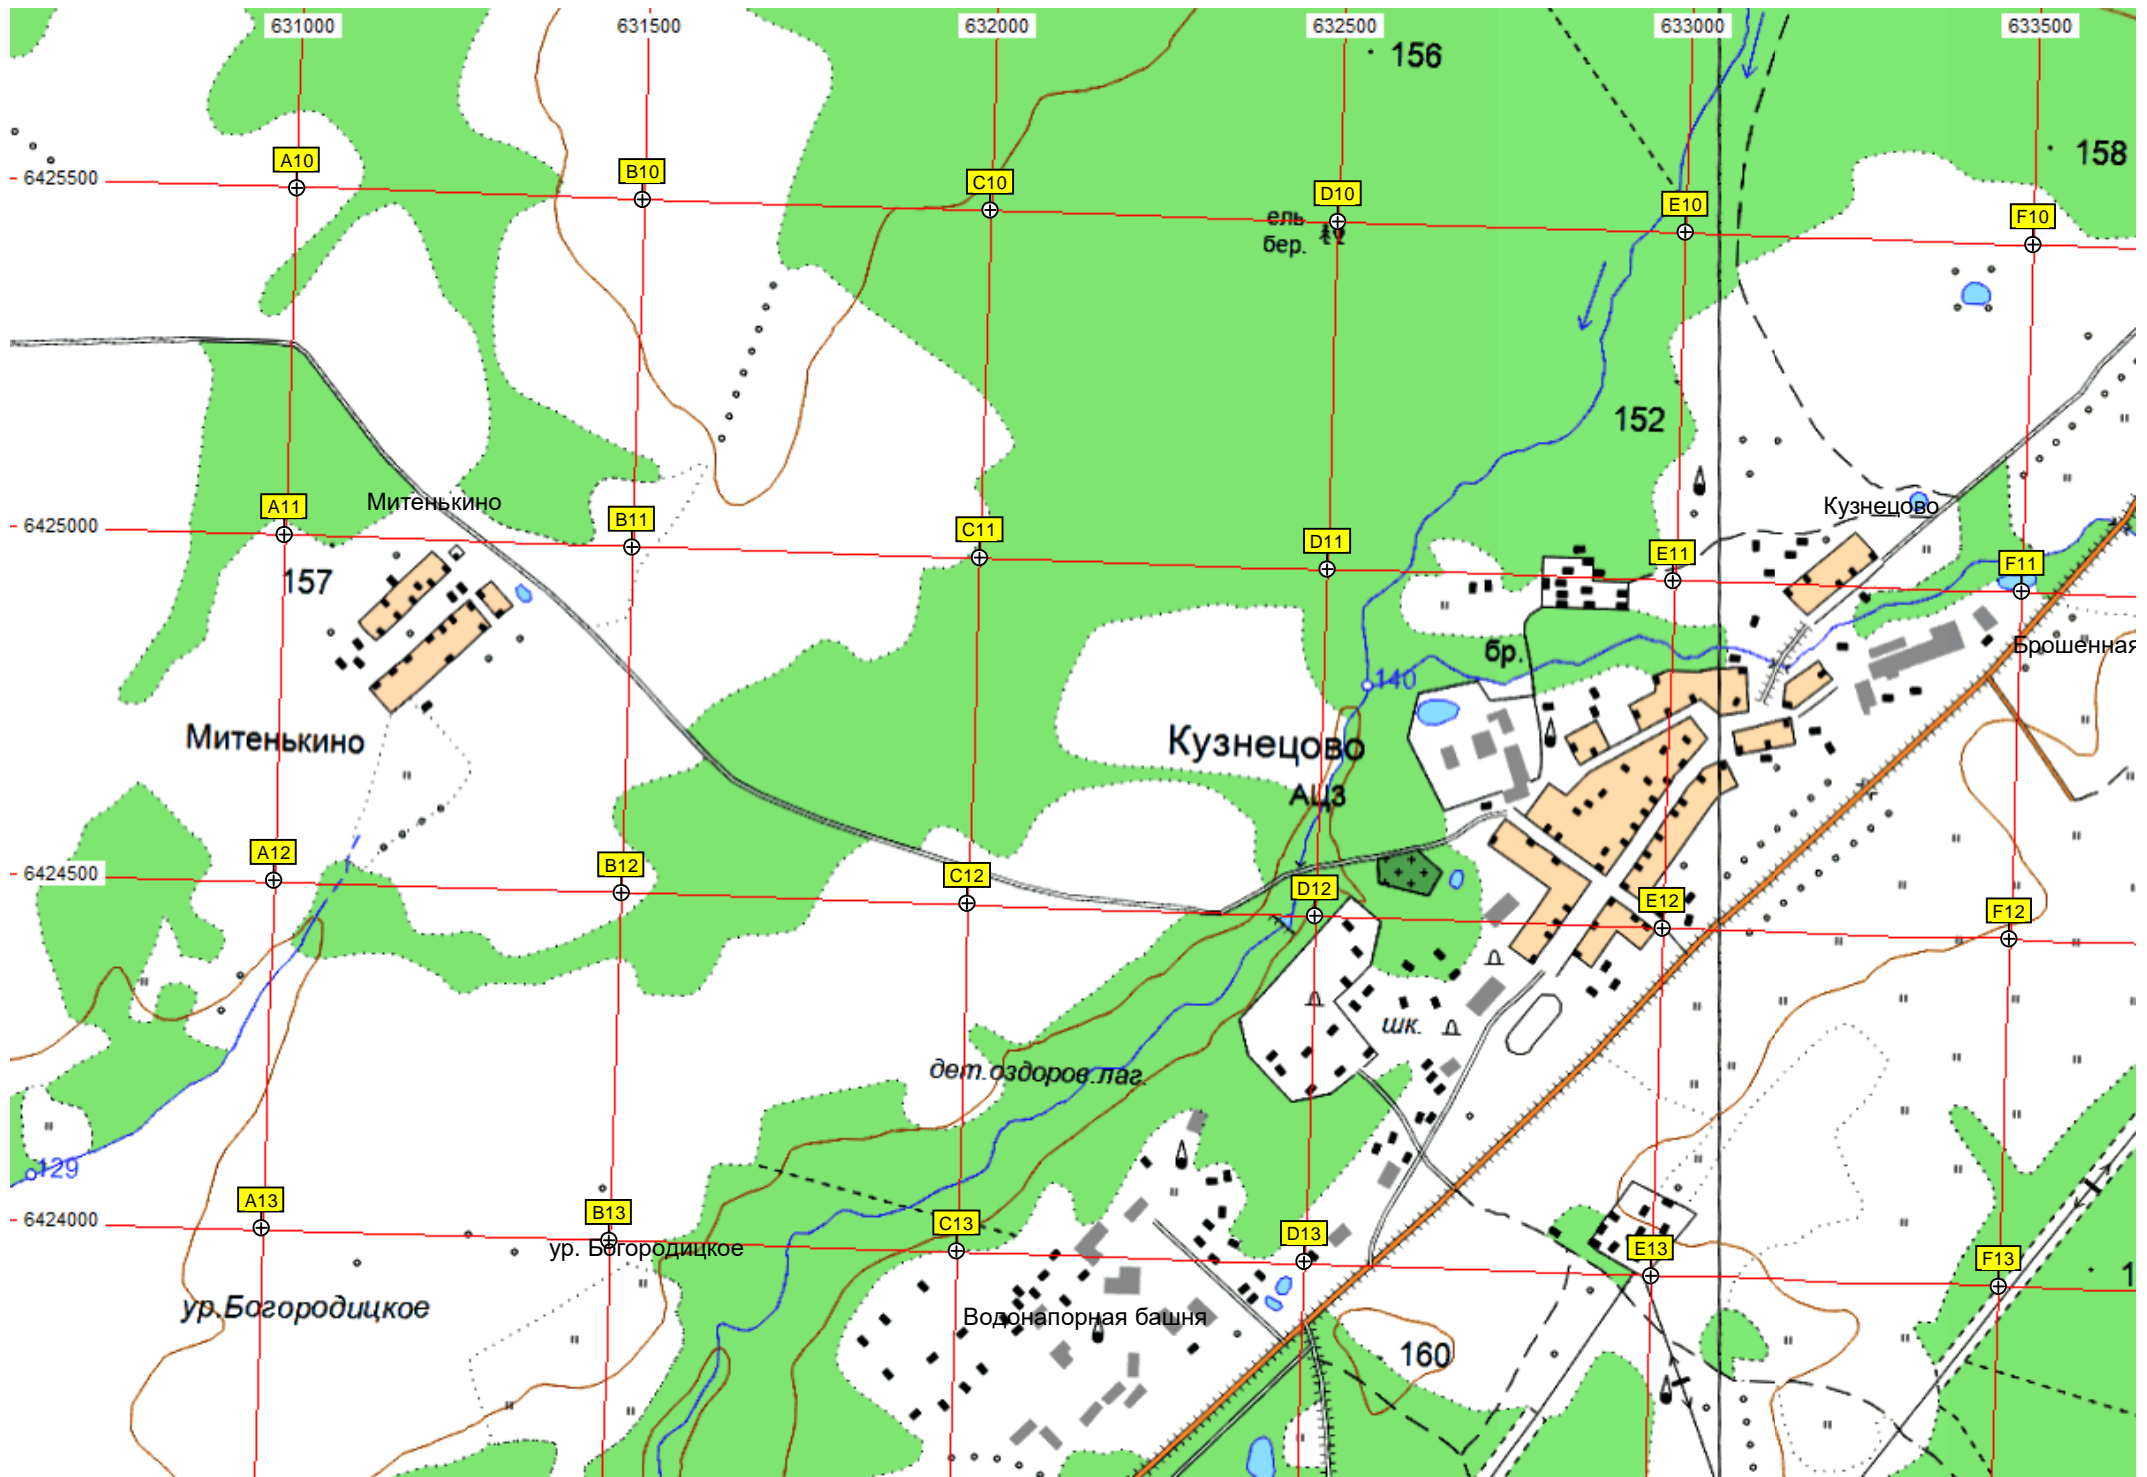 631000 631500 632000 632500 633000 633500
156
158
6425500
A10 B10 C10 D10 E10 F10
ель
бер.
152
Митенькино
Кузнецово
6425000
A11 B11 C11 D11 E11 F11
157
бр.
Брошенная
140
Митенькино
Кузнецово
АЦЗ
6424500
A12 B12 C12 D12 E12 F12
шк.
дет.оздоров.лаг.
129
6424000
A13 B13 C13 D13 E13 F13
ур. Богородицкое
ур.Богородицкое
Водонапорная башня
160
1